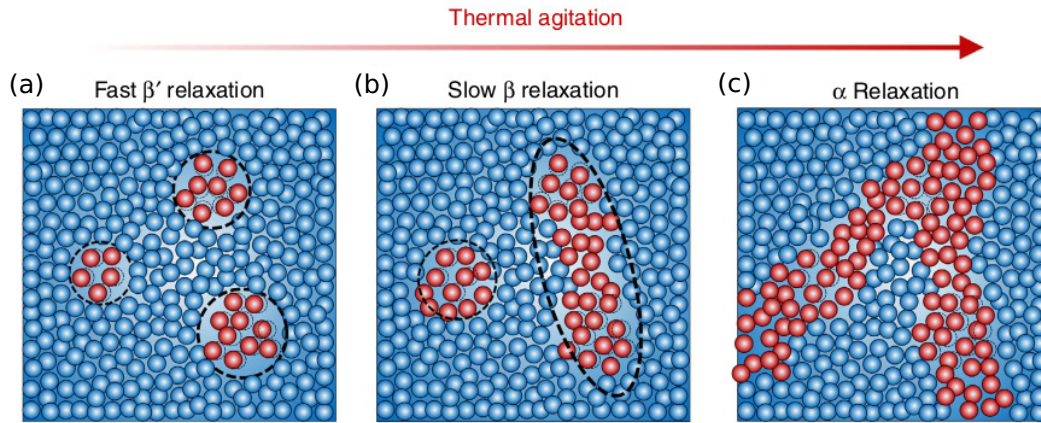 Thermal agitation
(a)
Fast β′ relaxation
(b)
Slow β relaxation
(c)
α Relaxation